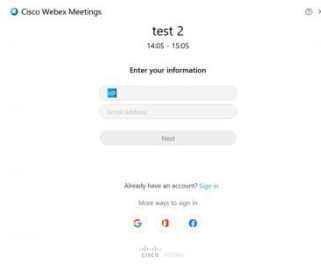 Cisco Webex Meetings
test 2
14:05 - 15:05
Enter your information
Email address
Next
Already have an account? Sign in
More ways to sign in
cisco Webex